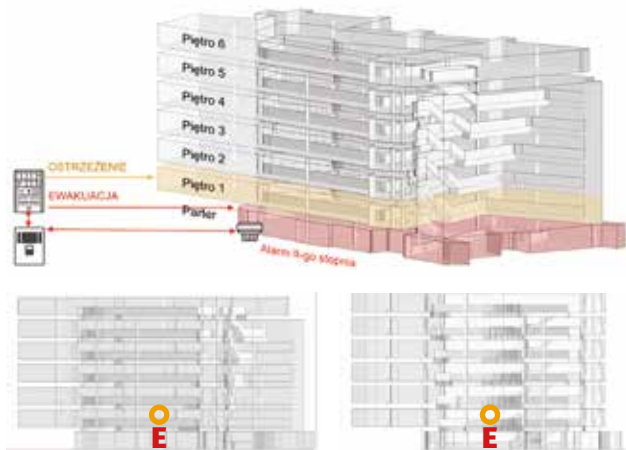 Piętro 6
Piętro 5
Piętro 4
Piętro 3
Piętro 2
OSTRZEŻENIE
Piętro 1
EWAKUACJA
Parter
Alarm II-go stopnia
E
E